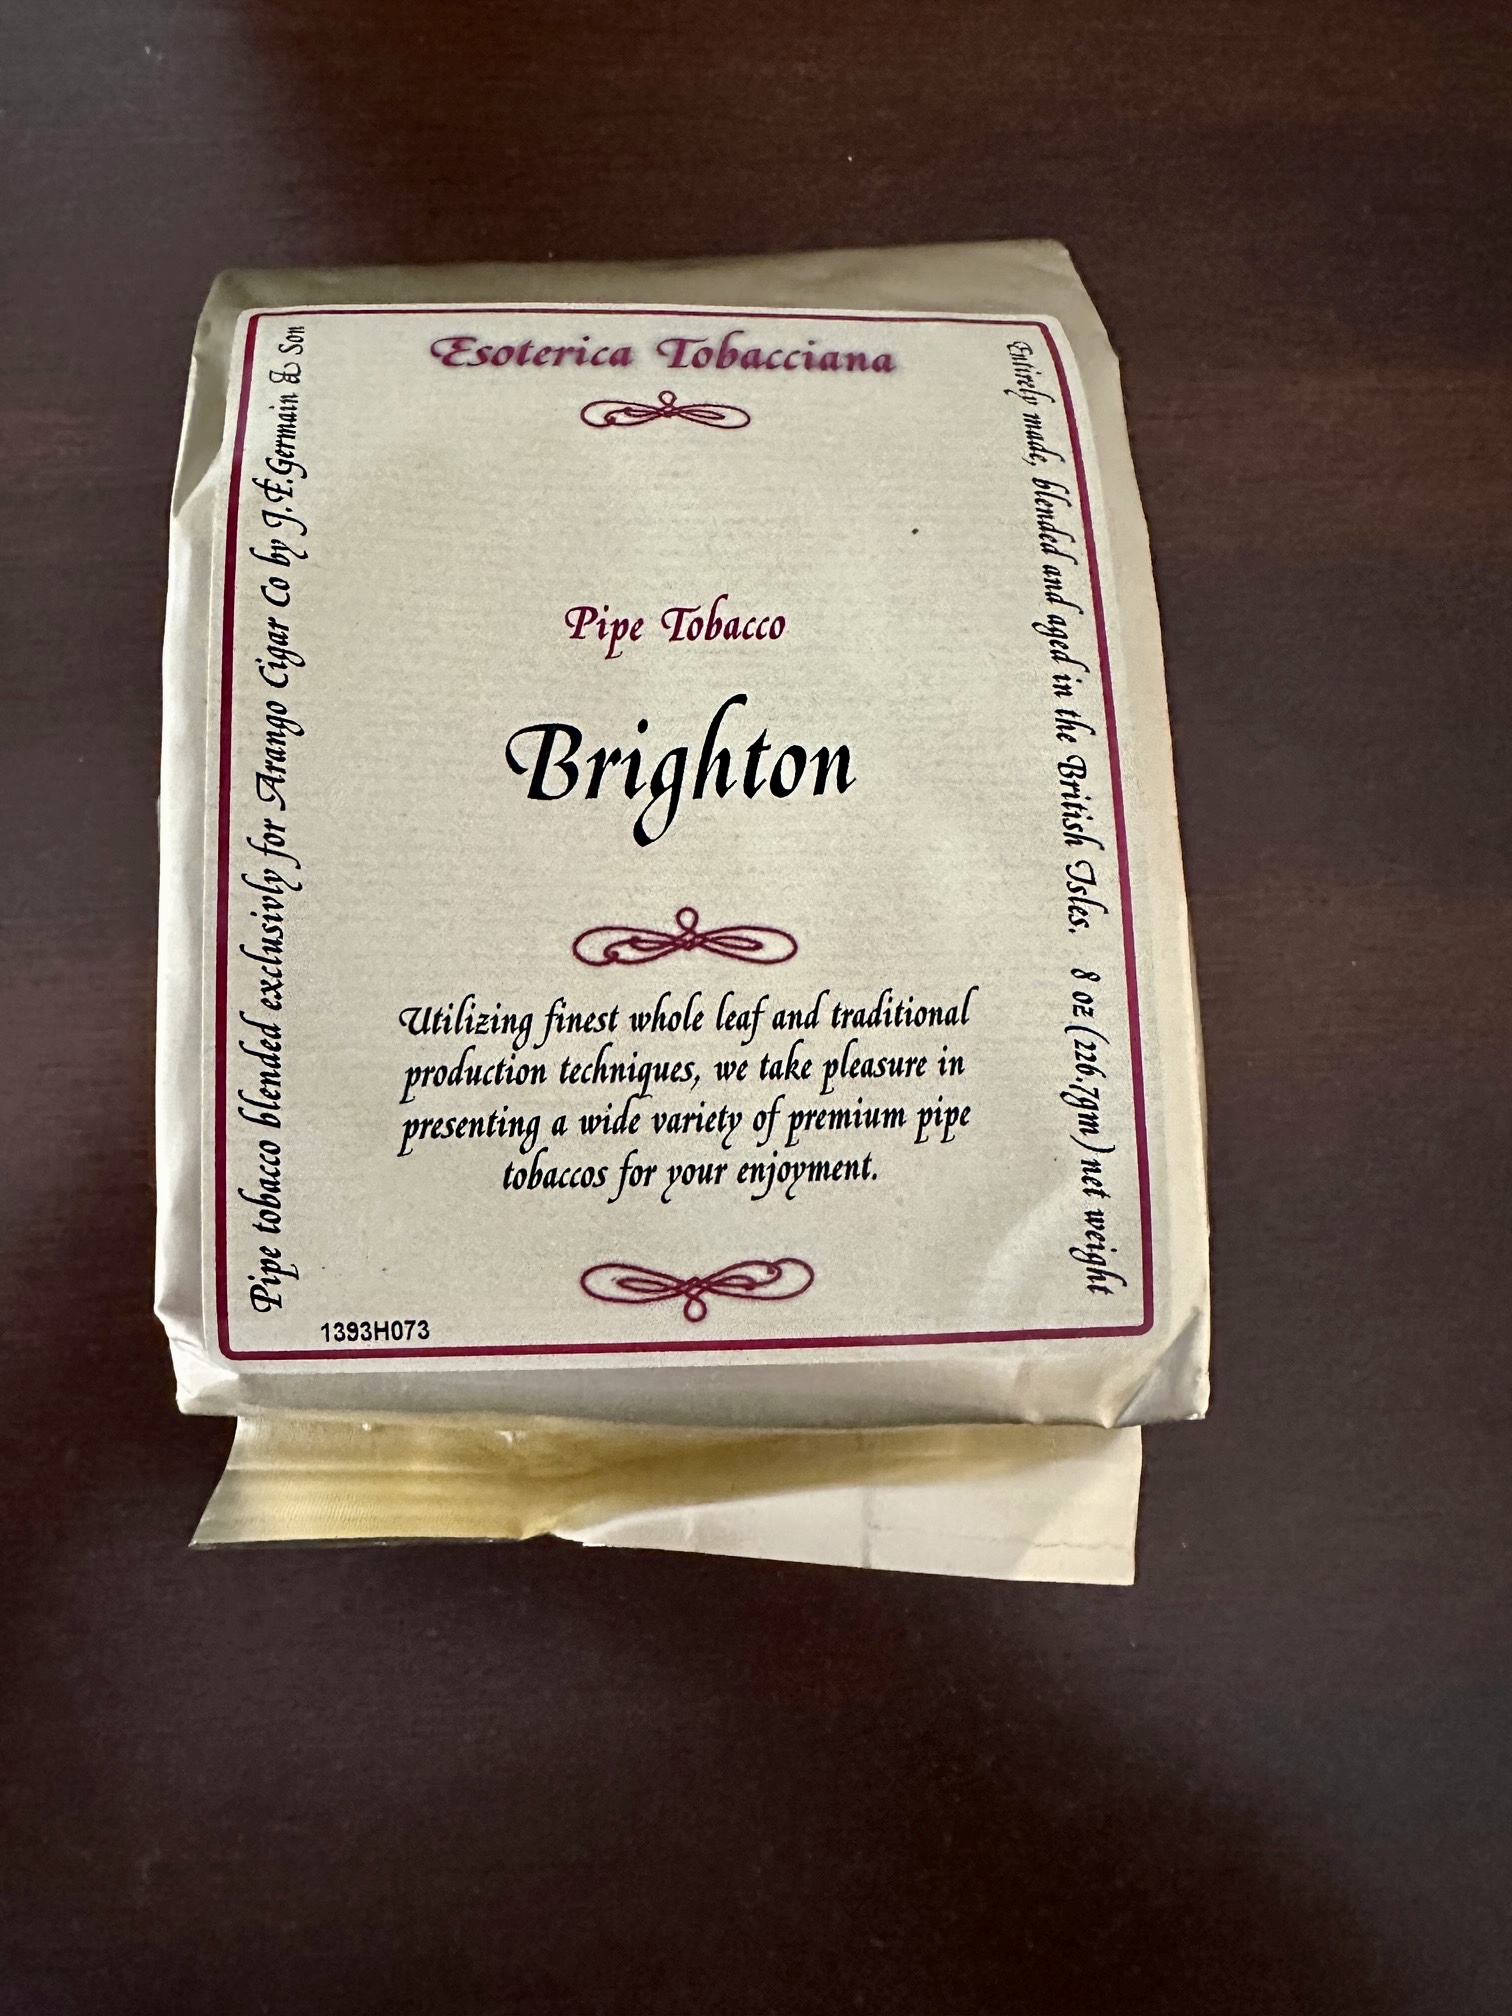 Esoterica Tobacciana
Pipe Tobacco
Brighton
Utilizing finest whole leaf and traditional
production techniques, we take pleasure in
presenting a wide variety of premium pipe
tobaccos for your enjoyment.
1393H073
Pipe tobacco blended exclusivly for Arango Cigar Co by J.F.Germain & Son
Entirely made, blended and aged in the British Isles. 8 oz (226.7gm) net weight